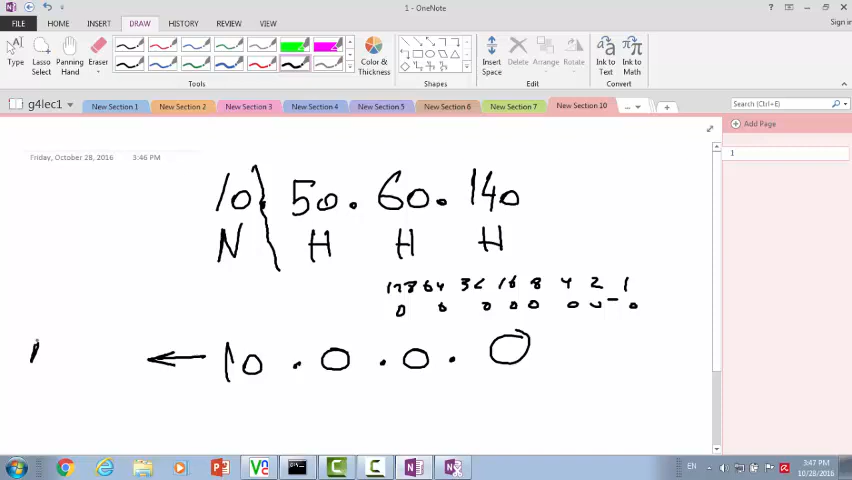 1 - OneNote
Sign in
FILE HOME INSERT DRAW HISTORY REVIEW VIEW
Type Lasso Select Panning Hand Eraser Color & Thickness Insert Space Delete Arrange Rotate Ink to Text Ink to Math
Tools Shapes Edit Convert
g4lec1 New Section 1 New Section 2 New Section 3 New Section 4 New Section 5 New Section 6 New Section 7 New Section 10 ... Search (Ctrl+E)
Add Page
1
Friday, October 28, 2016 3:46 PM
10.50.60.140
N H H H
128 64 32 16 8 4 2 1
0 0 0 0 0 0 0 0
10.0.0.0
EN 3:47 PM
10/28/2016